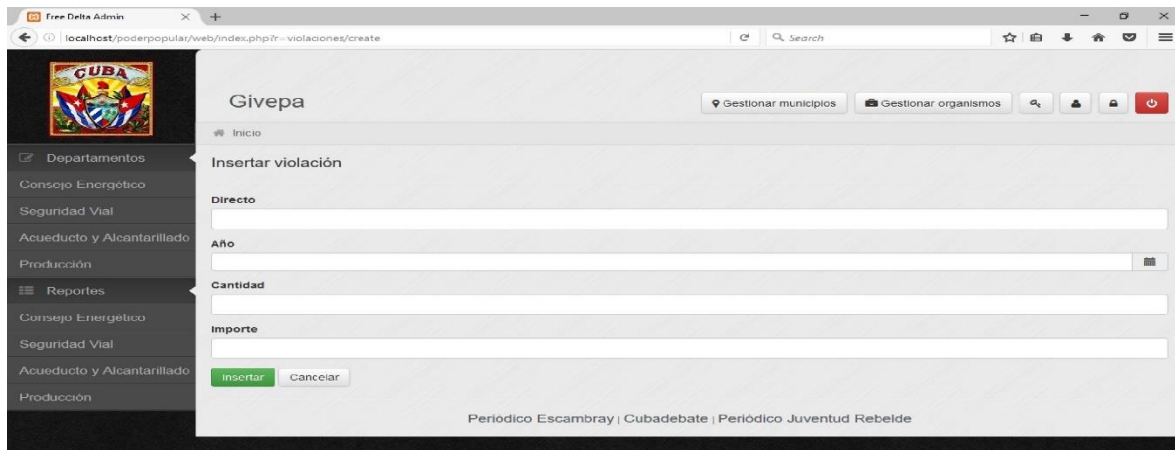 Free Delta Admin
localhost/poderpopular/web/index.php?r=violaciones/create
Search
CUBA
Givepa
Gestionar municipios
Gestionar organismos
Inicio
Departamentos
Consejo Energético
Seguridad Vial
Acueducto y Alcantarillado
Producción
Reportes
Consejo Energético
Seguridad Vial
Acueducto y Alcantarillado
Producción
Insertar violación
Directo
Año
Cantidad
Importe
Insertar Cancelar
Periódico Escambray | Cubadebate | Periódico Juventud Rebelde